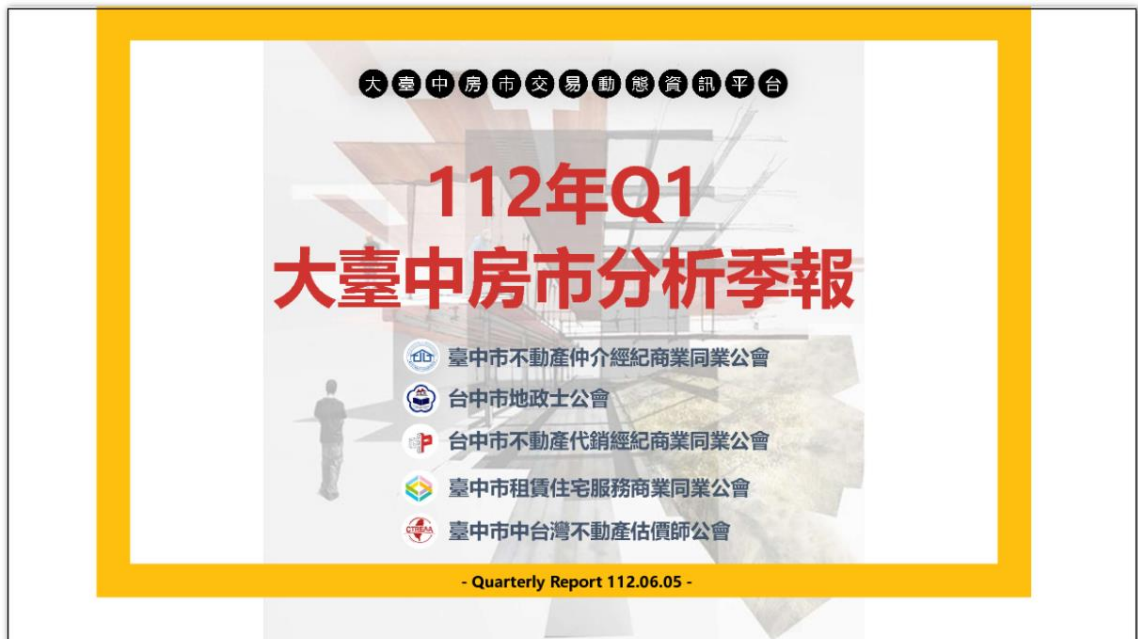 大臺中房市交易動態資訊平台
112年Q1
大臺中房市分析季報
臺中市不動產仲介經紀商業同業公會
台中市地政士公會
台中市不動產代銷經紀商業同業公會
臺中市租賃住宅服務商業同業公會
CTREAA
臺中市中台灣不動產估價師公會
- Quarterly Report 112.06.05 -